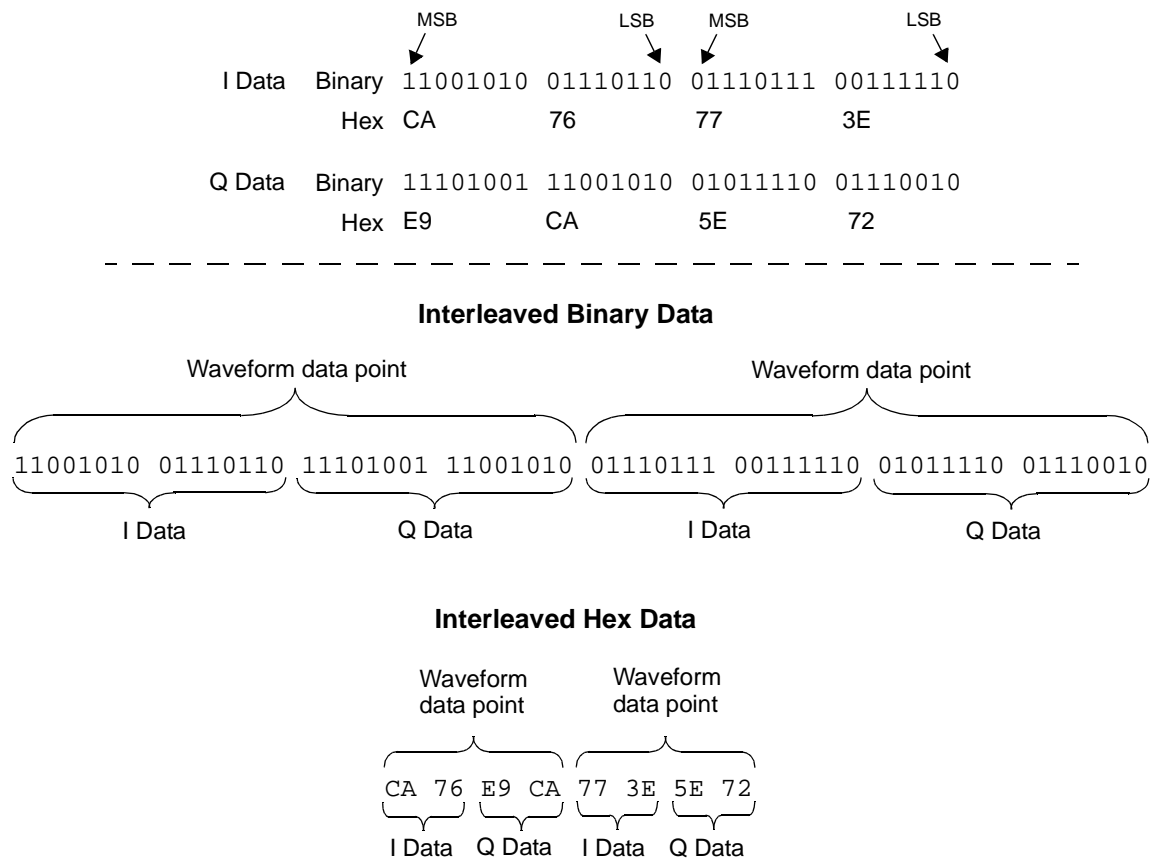 MSB LSB MSB LSB
I Data Binary 11001010 01110110 01110111 00111110
Hex CA 76 77 3E
Q Data Binary 11101001 11001010 01011110 01110010
Hex E9 CA 5E 72
Interleaved Binary Data
Waveform data point Waveform data point
11001010 01110110 11101001 11001010 01110111 00111110 01011110 01110010
I Data Q Data I Data Q Data
Interleaved Hex Data
Waveform Waveform
data point data point
CA 76 E9 CA 77 3E 5E 72
I Data Q Data I Data Q Data